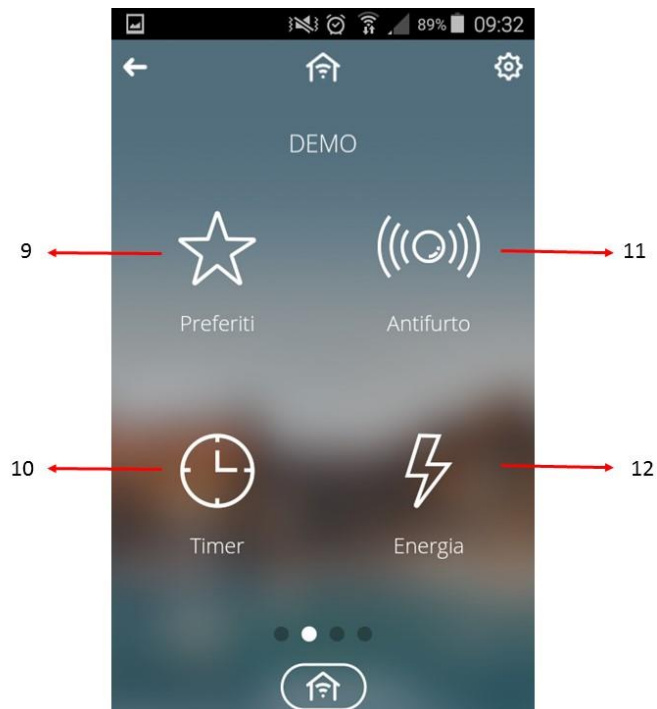 89% 09:32
DEMO
9
11
Preferiti
Antifurto
10
12
Timer
Energia